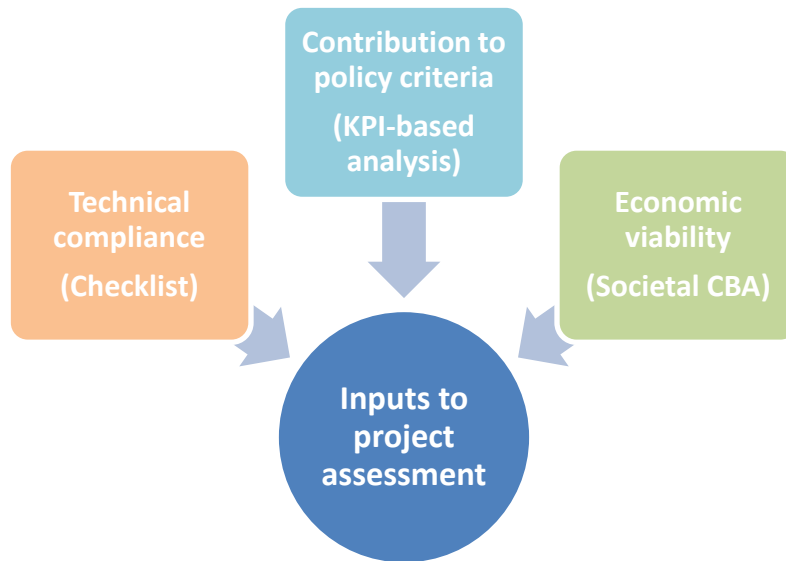 Contribution to
policy criteria
(KPI-based
analysis)
Technical
compliance
(Checklist)
Economic
viability
(Societal CBA)
Inputs to
project
assessment